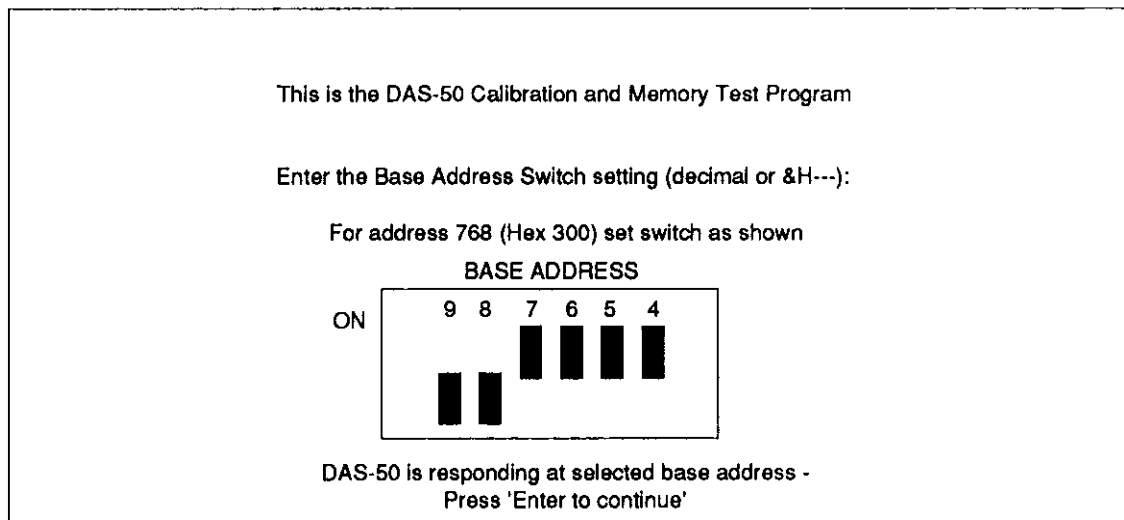 This is the DAS-50 Calibration and Memory Test Program
Enter the Base Address Switch setting (decimal or &H---):
For address 768 (Hex 300) set switch as shown
BASE ADDRESS
ON
9 8 7 6 5 4
DAS-50 is responding at selected base address -
Press 'Enter to continue'